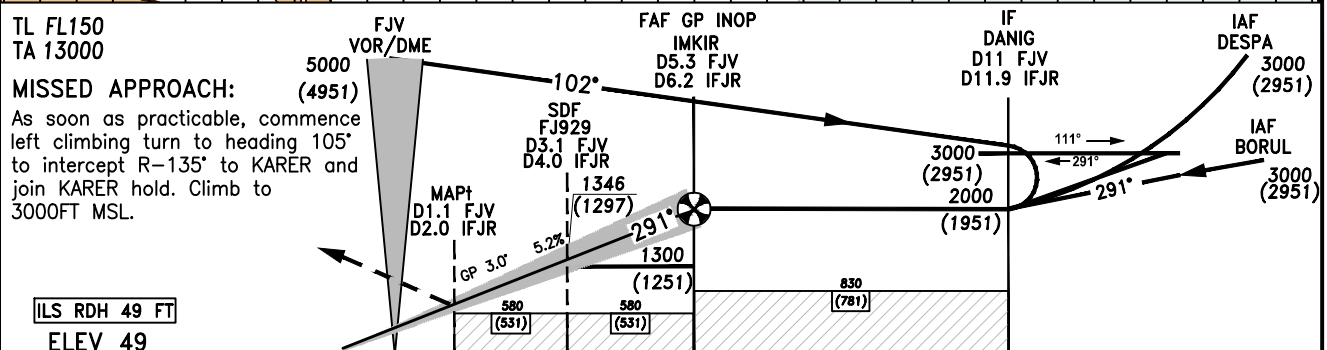 TL FL150
TA 13000
MISSED APPROACH:
As soon as practicable, commence
left climbing turn to heading 105°
to intercept R-135° to KARER and
join KARER hold. Climb to
3000FT MSL.
ILS RDH 49 FT
ELEV 49
FJV
VOR/DME
5000
(4951)
102°
MAPt
D1.1 FJV
D2.0 IFJR
GP 3.0°
5.2%
SDF
FJ929
D3.1 FJV
D4.0 IFJR
1346
(1297)
291°
FAF GP INOP
IMKIR
D5.3 FJV
D6.2 IFJR
1300
(1251)
580
(531)
580
(531)
830
(781)
IF
DANIG
D11 FJV
D11.9 IFJR
3000
(2951)
2000
(1951)
111°
291°
291°
IAF
DESPA
3000
(2951)
IAF
BORUL
3000
(2951)